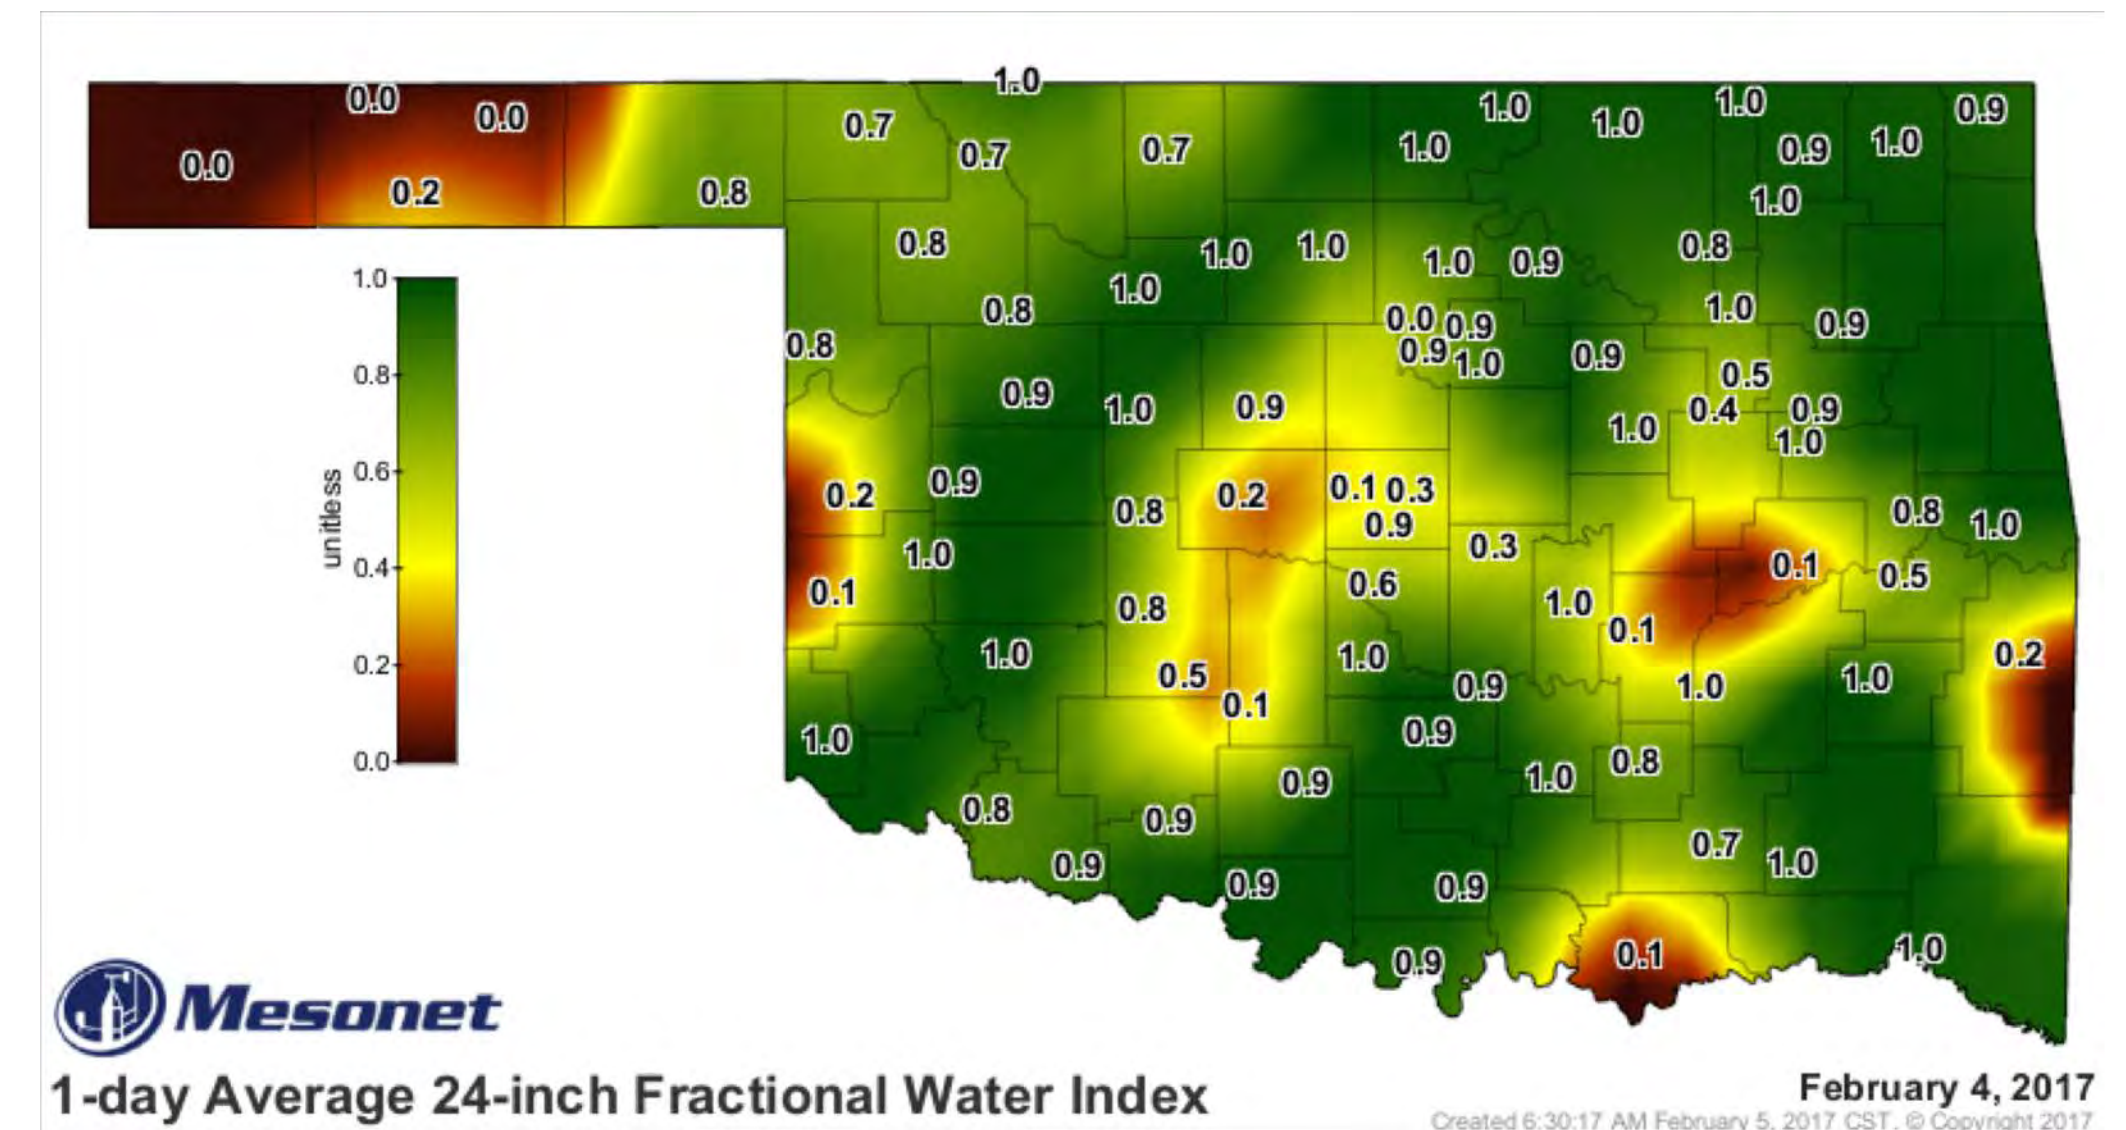 1.0
0.0 0.0 0.7 1.0 1.0 1.0 0.9
0.0 0.7 0.7 1.0 0.9 1.0
0.2 0.8 1.0
0.8 1.0 1.0 1.0 0.9 0.8
1.0 0.8 1.0
1.0 0.8 0.0 0.9 0.9
0.8 0.9 1.0 0.9
0.8 0.5
0.9 1.0 0.9 0.4 0.9
1.0 1.0
0.6 0.2 0.9 0.8 0.2 0.1 0.3 0.8 1.0
unitless
0.9
0.4 1.0 0.3 0.1 0.5
0.1 0.8 0.6 1.0 0.1
0.2 1.0 0.5 1.0 0.9 1.0 1.0 0.2
0.1
1.0 0.9
0.0 0.9 1.0 0.8
0.8 0.9 0.7
0.9 0.9 0.9 1.0
0.9 0.1 1.0
Mesonet
1-day Average 24-inch Fractional Water Index
February 4, 2017
Created 6:30:17 AM February 5, 2017 CST. © Copyright 2017